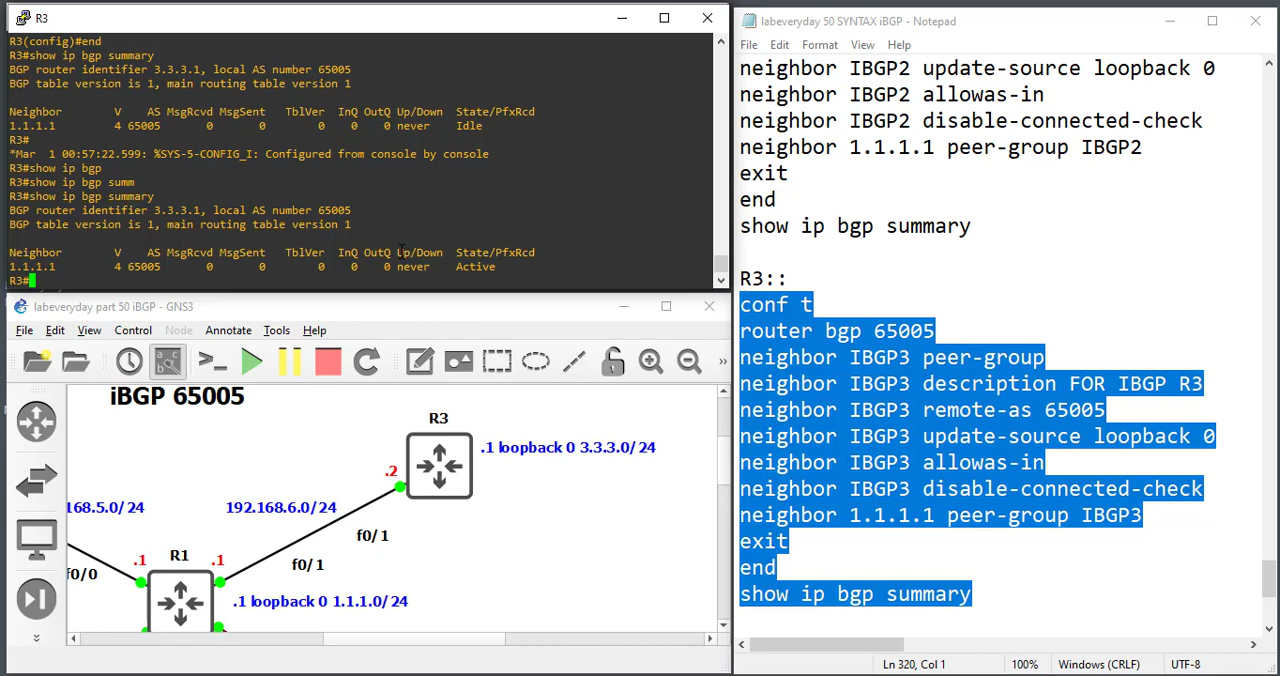 R3
R3(config)#end
R3#show ip bgp summary
BGP router identifier 3.3.3.1, local AS number 65005
BGP table version is 1, main routing table version 1
Neighbor V AS MsgRcvd MsgSent TblVer InQ OutQ Up/Down State/PfxRcd
1.1.1.1 4 65005 0 0 0 0 0 never Idle
R3#
*Mar 1 00:57:22.599: %SYS-5-CONFIG_I: Configured from console by console
R3#show ip bgp
R3#show ip bgp summ
R3#show ip bgp summary
BGP router identifier 3.3.3.1, local AS number 65005
BGP table version is 1, main routing table version 1
Neighbor V AS MsgRcvd MsgSent TblVer InQ OutQ Up/Down State/PfxRcd
1.1.1.1 4 65005 0 0 0 0 0 never Active
R3#
labeveryday part 50 iBGP - GNS3
File Edit View Control Node Annotate Tools Help
iBGP 65005
R3
.1 loopback 0 3.3.3.0/24
.2
168.5.0/24
192.168.6.0/24
f0/1
R1
.1
.1
f0/1
f0/0
.1 loopback 0 1.1.1.0/24
labeveryday 50 SYNTAX iBGP - Notepad
File Edit Format View Help
neighbor IBGP2 update-source loopback 0
neighbor IBGP2 allowas-in
neighbor IBGP2 disable-connected-check
neighbor 1.1.1.1 peer-group IBGP2
exit
end
show ip bgp summary
R3::
conf t
router bgp 65005
neighbor IBGP3 peer-group
neighbor IBGP3 description FOR IBGP R3
neighbor IBGP3 remote-as 65005
neighbor IBGP3 update-source loopback 0
neighbor IBGP3 allowas-in
neighbor IBGP3 disable-connected-check
neighbor 1.1.1.1 peer-group IBGP3
exit
end
show ip bgp summary
Ln 320, Col 1
100%
Windows (CRLF)
UTF-8